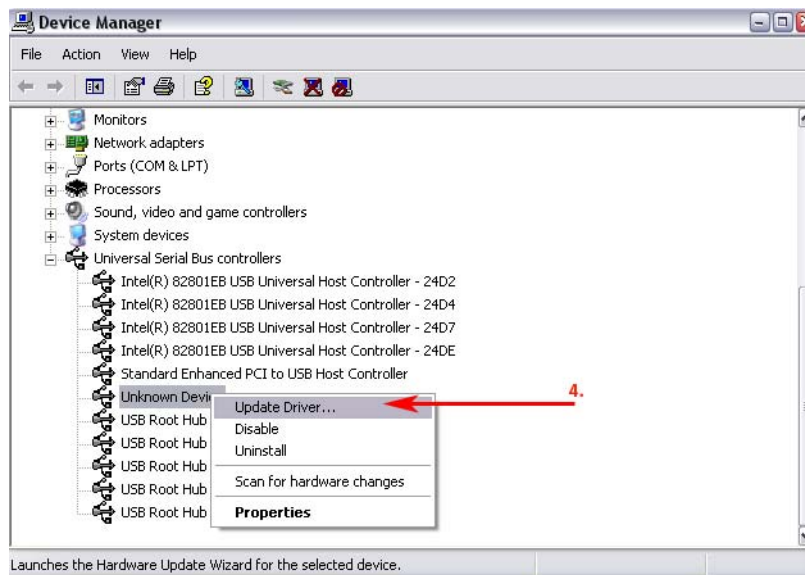 Device Manager
File Action View Help
Monitors
Network adapters
Ports (COM & LPT)
Processors
Sound, video and game controllers
System devices
Universal Serial Bus controllers
Intel(R) 82801EB USB Universal Host Controller - 24D2
Intel(R) 82801EB USB Universal Host Controller - 24D4
Intel(R) 82801EB USB Universal Host Controller - 24D7
Intel(R) 82801EB USB Universal Host Controller - 24DE
Standard Enhanced PCI to USB Host Controller
Unknown Devi
4.
Update Driver...
USB Root Hub
Disable
USB Root Hub
Uninstall
USB Root Hub
Scan for hardware changes
USB Root Hub
USB Root Hub
Properties
Launches the Hardware Update Wizard for the selected device.